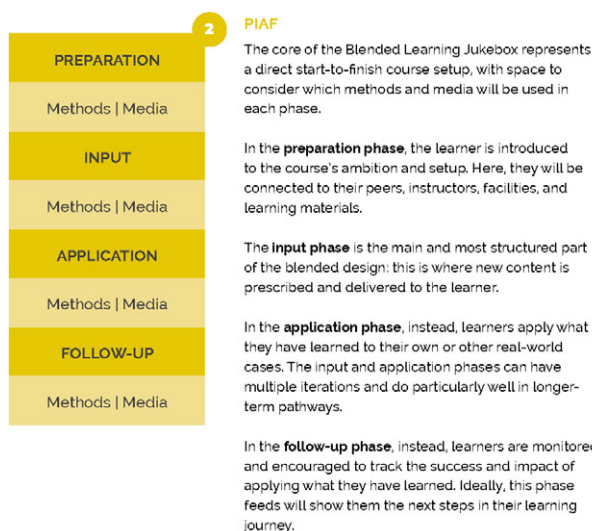 2
PREPARATION
Methods | Media
INPUT
Methods | Media
APPLICATION
Methods | Media
FOLLOW-UP
Methods | Media
PIAF
The core of the Blended Learning Jukebox represents
a direct start-to-finish course setup, with space to
consider which methods and media will be used in
each phase.
In the preparation phase, the learner is introduced
to the course's ambition and setup. Here, they will be
connected to their peers, instructors, facilities, and
learning materials.
The input phase is the main and most structured part
of the blended design: this is where new content is
prescribed and delivered to the learner.
In the application phase, instead, learners apply what
they have learned to their own or other real-world
cases. The input and application phases can have
multiple iterations and do particularly well in longer-
term pathways.
In the follow-up phase, instead, learners are monitored
and encouraged to track the success and impact of
applying what they have learned. Ideally, this phase
feeds will show them the next steps in their learning
journey.